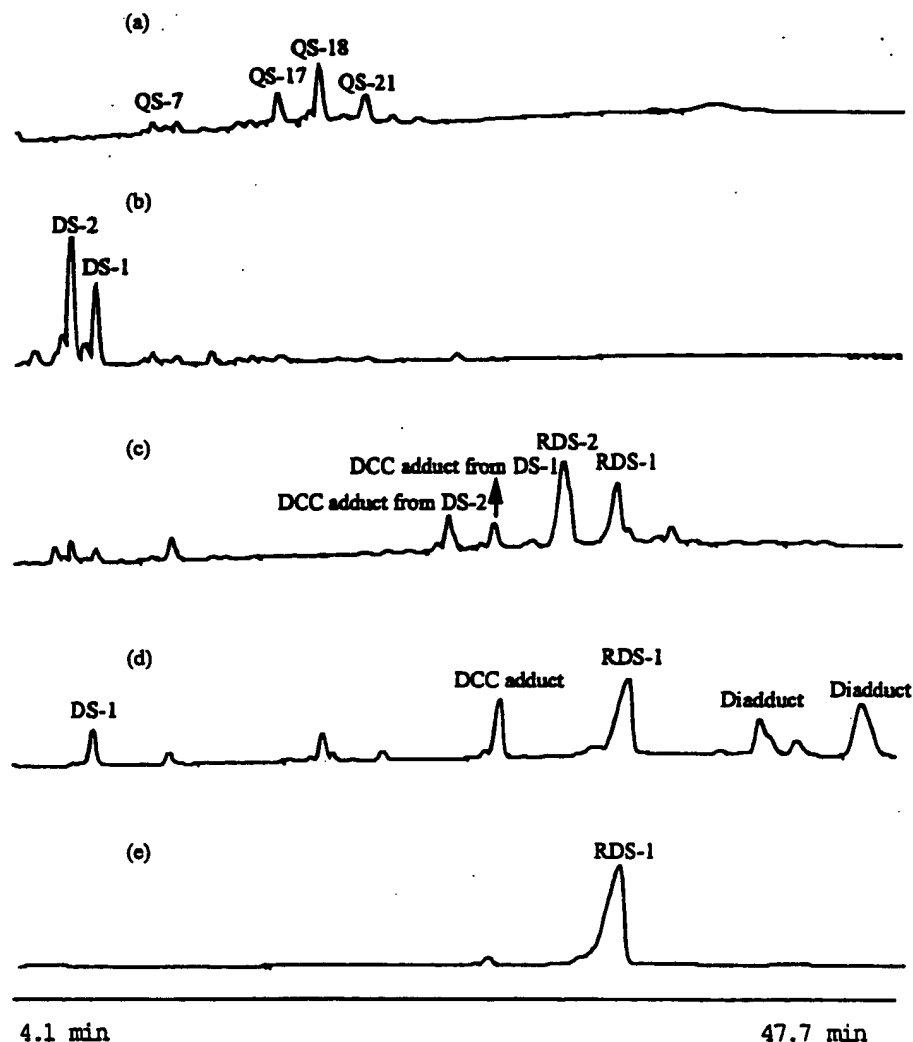 (a)
QS-18
QS-17
QS-21
QS-7
(b)
DS-2
DS-1
(c)
RDS-2
DCC adduct from DS-1
RDS-1
DCC adduct from DS-2
(d)
RDS-1
DCC adduct
Diadduct
Diadduct
DS-1
(e)
RDS-1
4.1 min
47.7 min